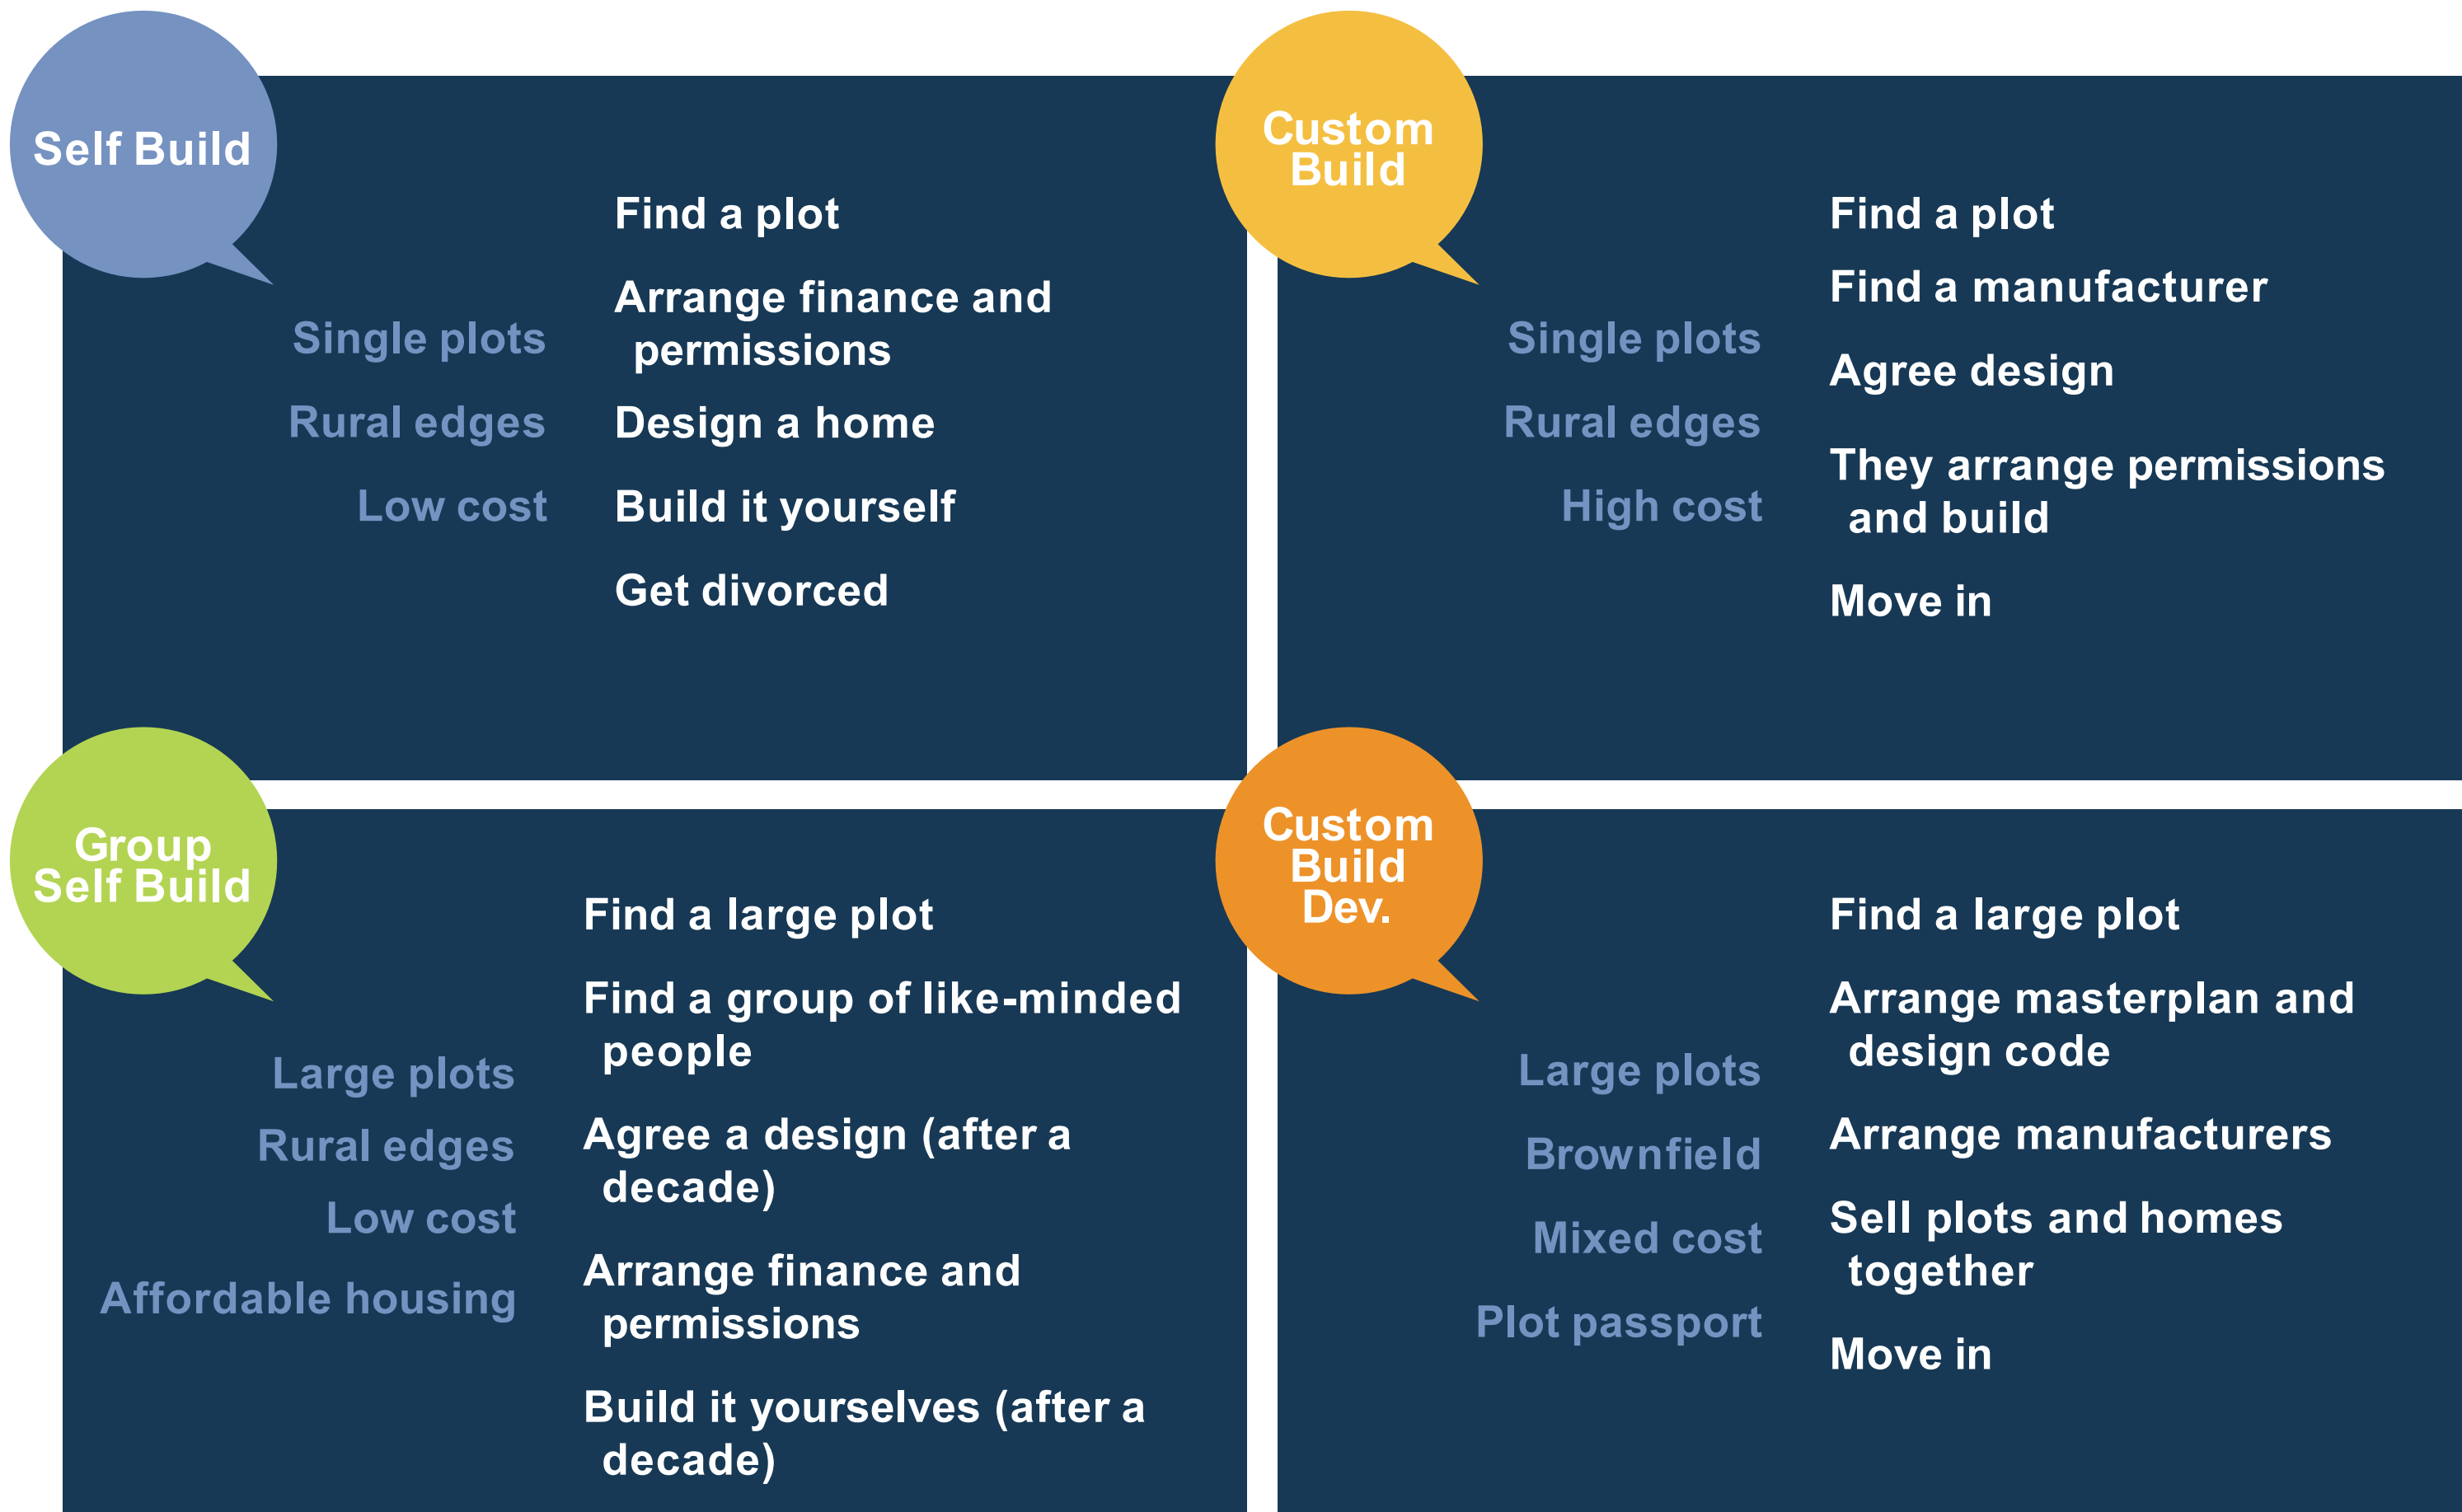 Self Build
Single plots
Rural edges
Low cost
Find a plot
Arrange finance and
permissions
Design a home
Build it yourself
Get divorced
Custom
Build
Single plots
Rural edges
High cost
Find a plot
Find a manufacturer
Agree design
They arrange permissions
and build
Move in
Group
Self Build
Large plots
Rural edges
Low cost
Affordable housing
Find a large plot
Find a group of like-minded
people
Agree a design (after a
decade)
Arrange finance and
permissions
Build it yourselves (after a
decade)
Custom
Build
Dev.
Large plots
Brownfield
Mixed cost
Plot passport
Find a large plot
Arrange masterplan and
design code
Arrange manufacturers
Sell plots and homes
together
Move in